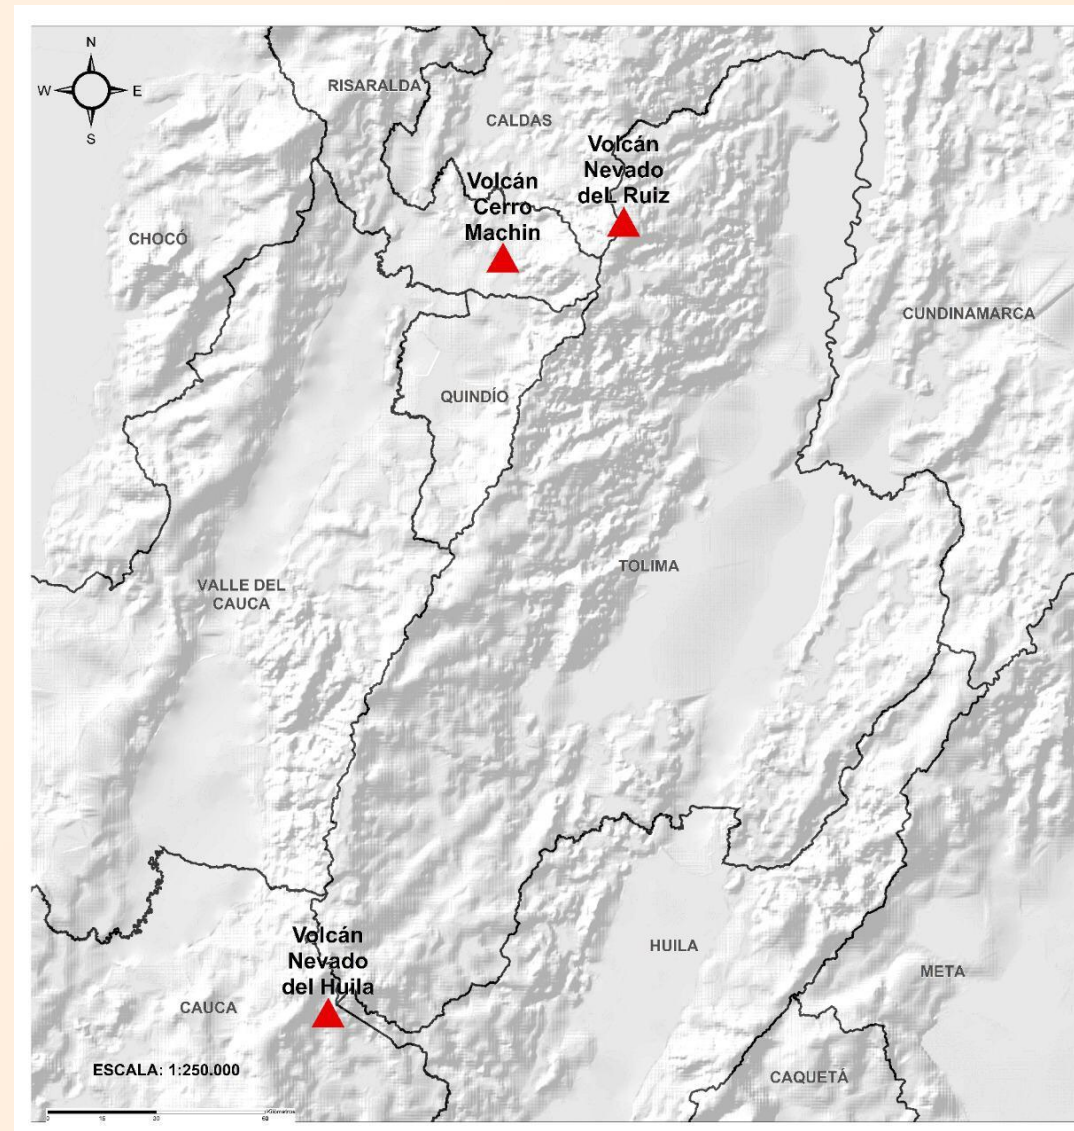 N
W
E
S
RISARALDA
CALDAS
Volcán
Nevado
deL Ruiz
Volcán
Cerro
Machin
CHOCÓ
CUNDINAMARCA
QUINDÍO
TOLIMA
VALLE DEL
CAUCA
Volcán
Nevado
del Huila
HUILA
META
CAUCA
ESCALA: 1:250.000
CAQUETÁ